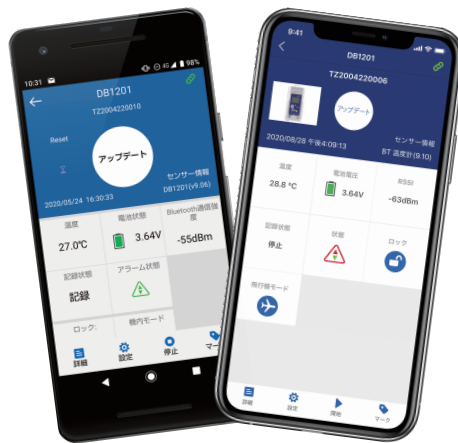 10:31
4G
98%
DB1201
TZ2004220010
Reset
アップデート
センサー情報
2020/05/24 16:30:33
DB1201(v9.06)
温度
電池状態
Bluetooth通信強
度
27.0℃
3.64V
-55dBm
記録状態
アラーム状態
記録
ロック:
機内モード
詳細
設定
停止
マーク
9:41
DB1201
TZ2004220006
アップデート
センサー情報
2020/08/28 午後4:09:13
BT 温度計(9.10)
温度
電池電圧
RSSI
28.8 ℃
3.64V
-63dBm
記録状態
状態
ロック
停止
飛行機モード
詳細
設定
開始
マーク